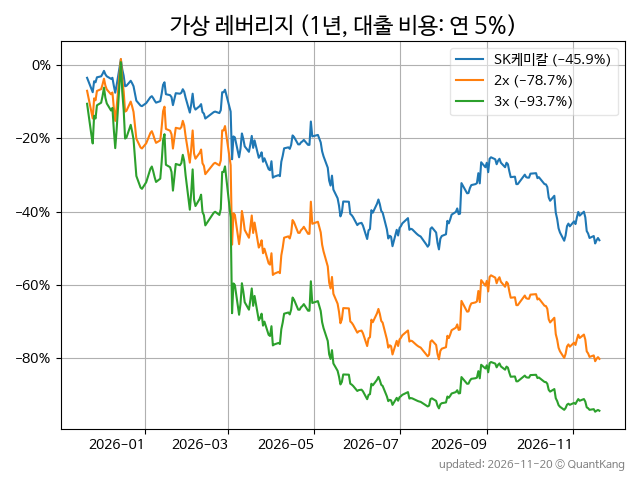 가상 레버리지 (1년, 대출 비용: 연 5%)
SK케미칼 (−45.9%)
2x (−78.7%)
3x (−93.7%)
0%
−20%
−40%
−60%
−80%
2026-01 2026-03 2026-05 2026-07 2026-09 2026-11
updated: 2026-11-20 © QuantKang